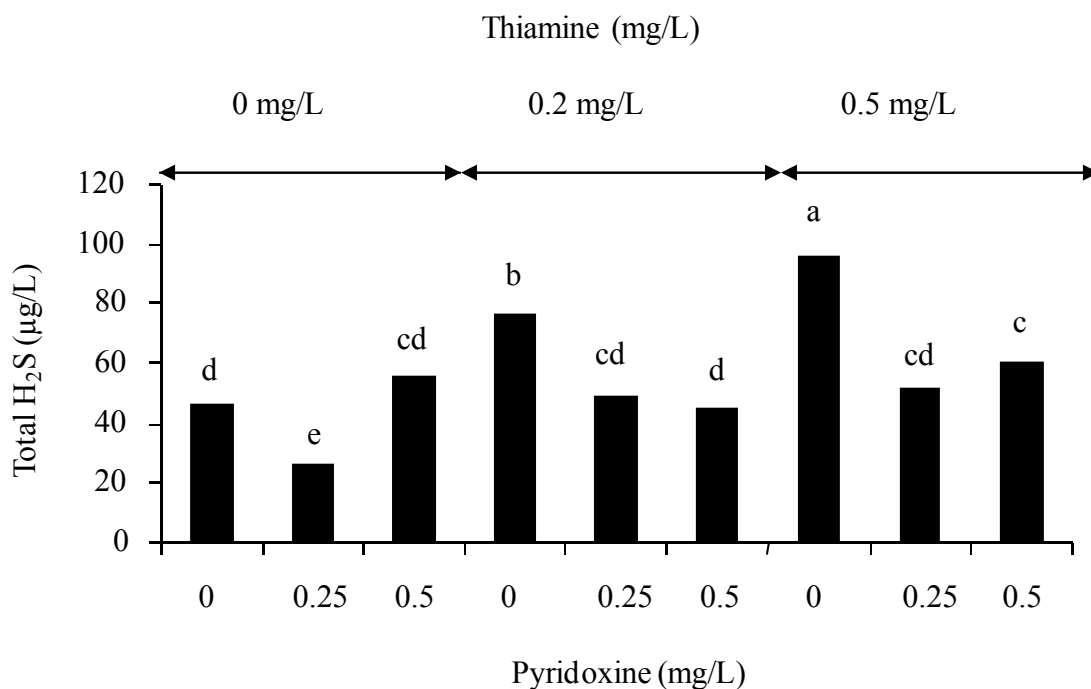 Thiamine (mg/L)
0 mg/L 0.2 mg/L 0.5 mg/L
120
100
80
60
40
20
0
Total H₂S (µg/L)
d e cd b cd d a cd c
0 0.25 0.5 0 0.25 0.5 0 0.25 0.5
Pyridoxine (mg/L)